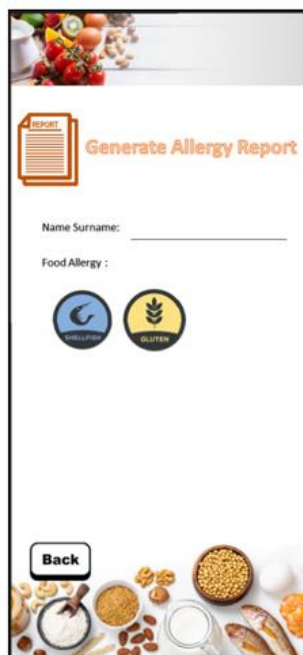 REPORT
Generate Allergy Report
Name Surname:
Food Allergy :
SHELLFISH
GLUTEN
Back